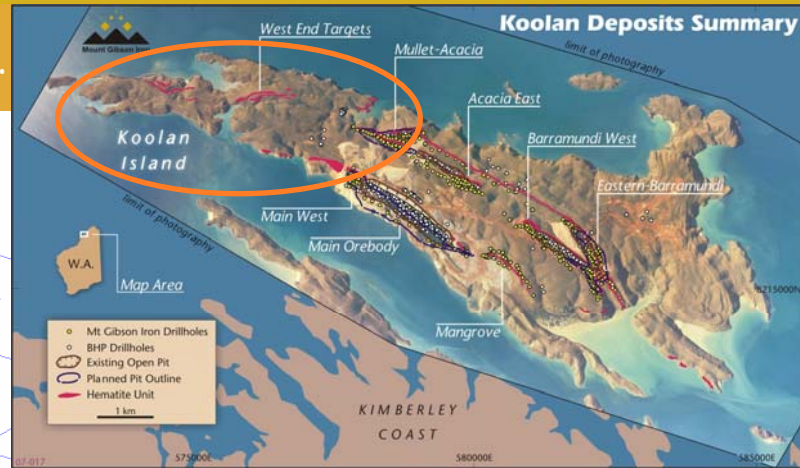 Koolan Deposits Summary
Mount Gibson Iron
West End Targets
limit of photography
Mullet-Acacia
Acacia East
Barramundi West
Eastern-Barramundi
Koolan
Island
Main West
Main Orebody
limit of photography
W.A.
Map Area
8215000N
Mangrove
Mt Gibson Iron Drillholes
BHP Drillholes
Existing Open Pit
Planned Pit Outline
Hematite Unit
1 km
KIMBERLEY
COAST
07-017
575000E
580000E
585000E